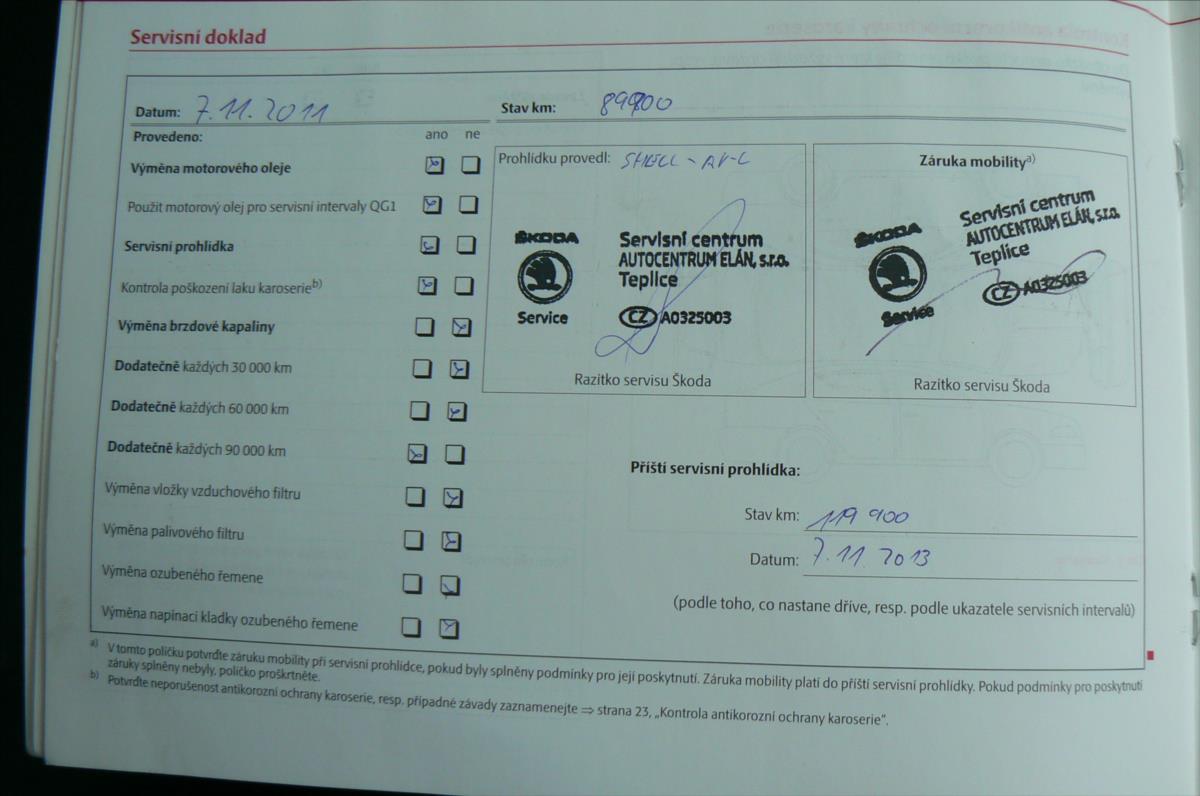 Servisní doklad
Datum: 7.11.2011
Stav km: 89900
Provedeno: ano ne
Výměna motorového oleje
Použit motorový olej pro servisní intervaly QG1
Servisní prohlídka
Kontrola poškození laku karoserie b)
Výměna brzdové kapaliny
Dodatečně každých 30 000 km
Dodatečně každých 60 000 km
Dodatečně každých 90 000 km
Výměna vložky vzduchového filtru
Výměna palivového filtru
Výměna ozubeného řemene
Výměna napínací kladky ozubeného řemene
Prohlídku provedl: SHELL - AV-L
ŠKODA
Service
Servisní centrum
AUTOCENTRUM ELÁN, s.r.o.
Teplice
CZ A0325003
Razítko servisu Škoda
Záruka mobility a)
ŠKODA
Service
Servisní centrum
AUTOCENTRUM ELÁN, s.r.o.
Teplice
CZ A0325003
Razítko servisu Škoda
Příští servisní prohlídka:
Stav km: 119 900
Datum: 7.11.2013
(podle toho, co nastane dříve, resp. podle ukazatele servisních intervalů)
a) V tomto políčku potvrďte záruku mobility při servisní prohlídce, pokud byly splněny podmínky pro její poskytnutí. Záruka mobility platí do příští servisní prohlídky. Pokud podmínky pro poskytnutí
záruky splněny nebyly, políčko proškrtněte.
b) Potvrďte neporušenost antikorozní ochrany karoserie, resp. případné závady zaznamenejte ⇒ strana 23, „Kontrola antikorozní ochrany karoserie".